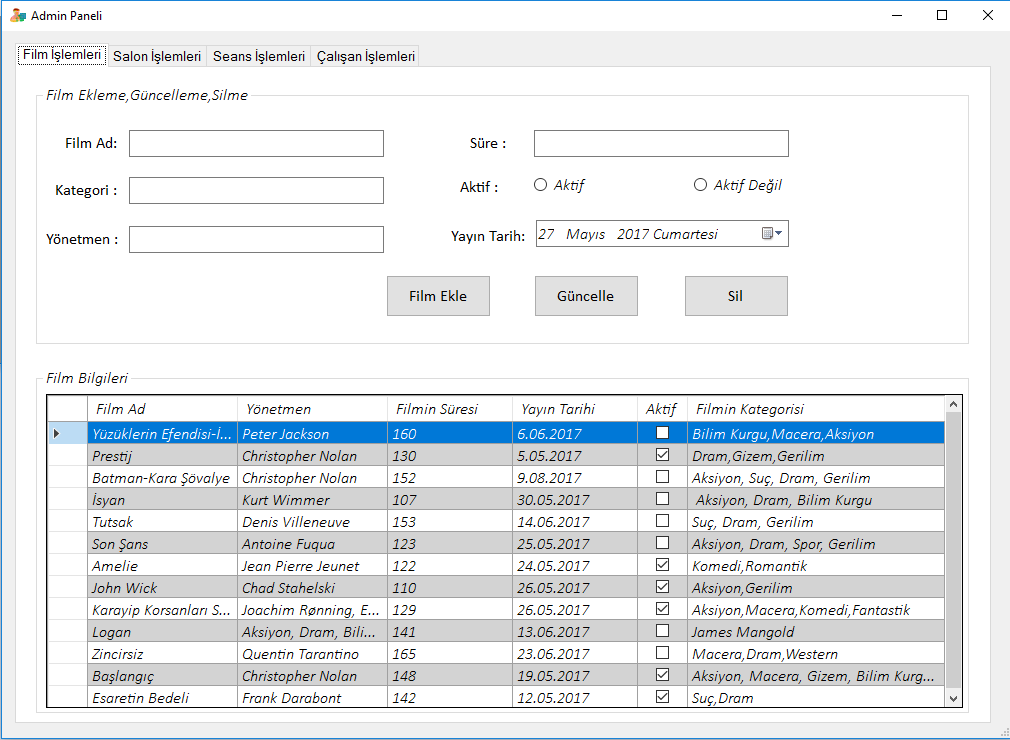 Admin Paneli
Film İşlemleri Salon İşlemleri Seans İşlemleri Çalışan İşlemleri
Film Ekleme,Güncelleme,Silme
Film Ad: Süre :
Kategori : Aktif : Aktif Aktif Değil
Yönetmen : Yayın Tarih: 27 Mayıs 2017 Cumartesi
Film Ekle Güncelle Sil
Film Bilgileri
Film Ad Yönetmen Filmin Süresi Yayın Tarihi Aktif Filmin Kategorisi
Yüzüklerin Efendisi-İ... Peter Jackson 160 6.06.2017 Bilim Kurgu,Macera,Aksiyon
Prestij Christopher Nolan 130 5.05.2017 Dram,Gizem,Gerilim
Batman-Kara Şövalye Christopher Nolan 152 9.08.2017 Aksiyon, Suç, Dram, Gerilim
İsyan Kurt Wimmer 107 30.05.2017 Aksiyon, Dram, Bilim Kurgu
Tutsak Denis Villeneuve 153 14.06.2017 Suç, Dram, Gerilim
Son Şans Antoine Fuqua 123 25.05.2017 Aksiyon, Dram, Spor, Gerilim
Amelie Jean Pierre Jeunet 122 24.05.2017 Komedi,Romantik
John Wick Chad Stahelski 110 26.05.2017 Aksiyon,Gerilim
Karayip Korsanları S... Joachim Rønning, E... 129 26.05.2017 Aksiyon,Macera,Komedi,Fantastik
Logan Aksiyon, Dram, Bili... 141 13.06.2017 James Mangold
Zincirsiz Quentin Tarantino 165 23.06.2017 Macera,Dram,Western
Başlangıç Christopher Nolan 148 19.05.2017 Aksiyon, Macera, Gizem, Bilim Kurg...
Esaretin Bedeli Frank Darabont 142 12.05.2017 Suç,Dram